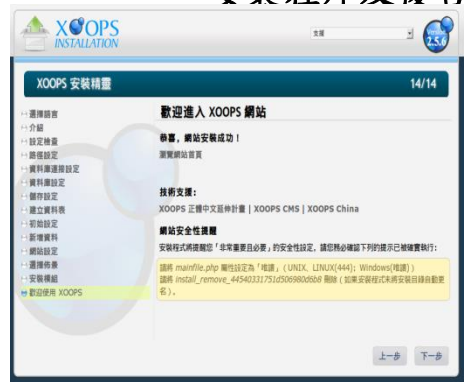 XOOPS
INSTALLATION
支援
Version
2.5.6
XOOPS 安裝精靈
14/14
選擇語言
介紹
設定檢查
路徑設定
資料庫連接設定
資料庫設定
儲存設定
建立資料表
初始設定
新增資料
網站設定
選擇佈景
安裝模組
歡迎使用 XOOPS
歡迎進入 XOOPS 網站
恭喜，網站安裝成功！
瀏覽網站首頁
技術支援：
XOOPS 正體中文延伸計畫 | XOOPS CMS | XOOPS China
網站安全性提醒
安裝程式將提醒您「非常重要且必要」的安全性設定，請您務必確認下列的提示已被確實執行：
請將 mainfile.php 屬性設定為「唯讀」( UNIX、LINUX(444); Windows(唯讀) )
請將 install_remove_44540331751d506980d6b8 刪除 ( 如果安裝程式未將安裝目錄自動更
名 )。
上一步
下一步